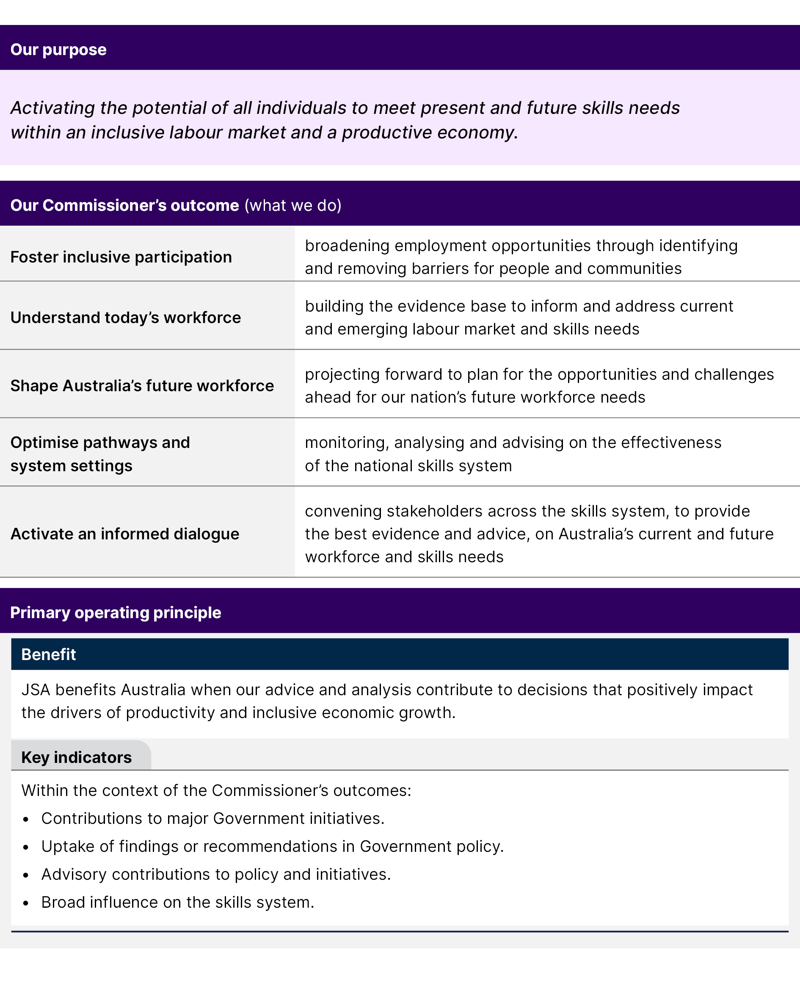 Our purpose
Activating the potential of all individuals to meet present and future skills needs
within an inclusive labour market and a productive economy.
Our Commissioner’s outcome (what we do)
Foster inclusive participation
broadening employment opportunities through identifying
and removing barriers for people and communities
Understand today’s workforce
building the evidence base to inform and address current
and emerging labour market and skills needs
Shape Australia’s future workforce
projecting forward to plan for the opportunities and challenges
ahead for our nation’s future workforce needs
Optimise pathways and
system settings
monitoring, analysing and advising on the effectiveness
of the national skills system
Activate an informed dialogue
convening stakeholders across the skills system, to provide
the best evidence and advice, on Australia’s current and future
workforce and skills needs
Primary operating principle
Benefit
JSA benefits Australia when our advice and analysis contribute to decisions that positively impact
the drivers of productivity and inclusive economic growth.
Key indicators
Within the context of the Commissioner’s outcomes:
• Contributions to major Government initiatives.
• Uptake of findings or recommendations in Government policy.
• Advisory contributions to policy and initiatives.
• Broad influence on the skills system.